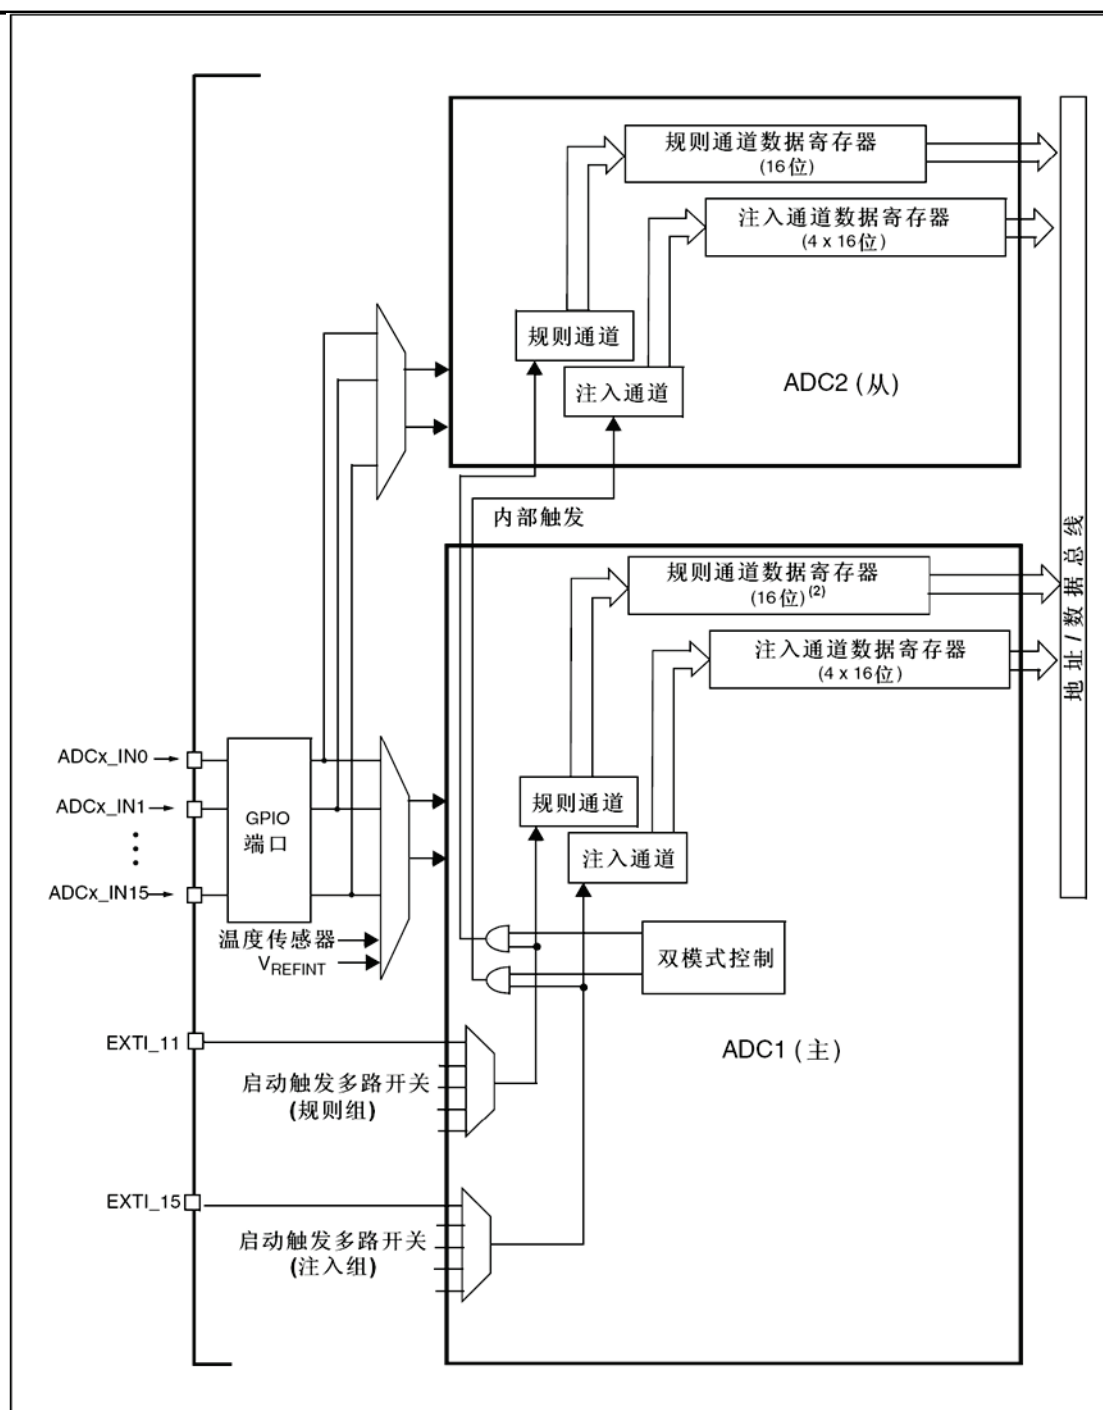 规则通道数据寄存器
(16位)
注入通道数据寄存器
(4 x 16位)
规则通道
注入通道
ADC2 (从)
内部触发
规则通道数据寄存器
(16位)(2)
注入通道数据寄存器
(4 x 16位)
地址/数据总线
ADCx_IN0
ADCx_IN1
ADCx_IN15
GPIO
端口
规则通道
注入通道
温度传感器
VREFINT
双模式控制
EXTI_11
启动触发多路开关
(规则组)
ADC1 (主)
EXTI_15
启动触发多路开关
(注入组)